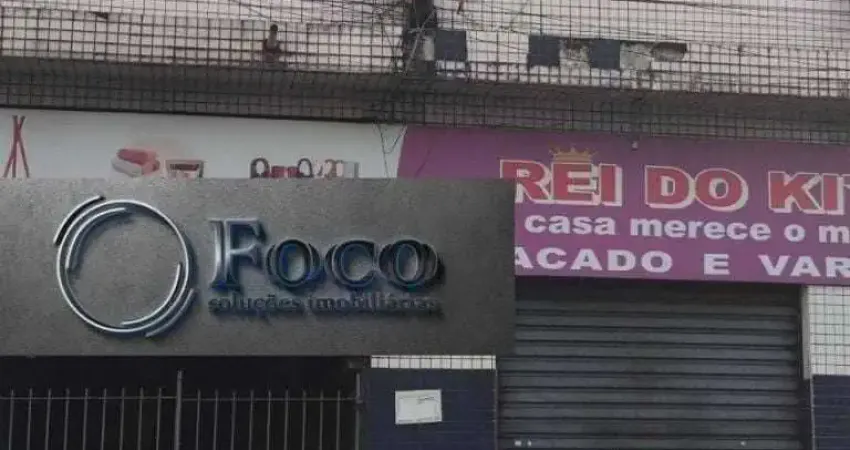 Foco
soluções imobiliárias
REI DO KI
casa merece o m
ACADO E VAR